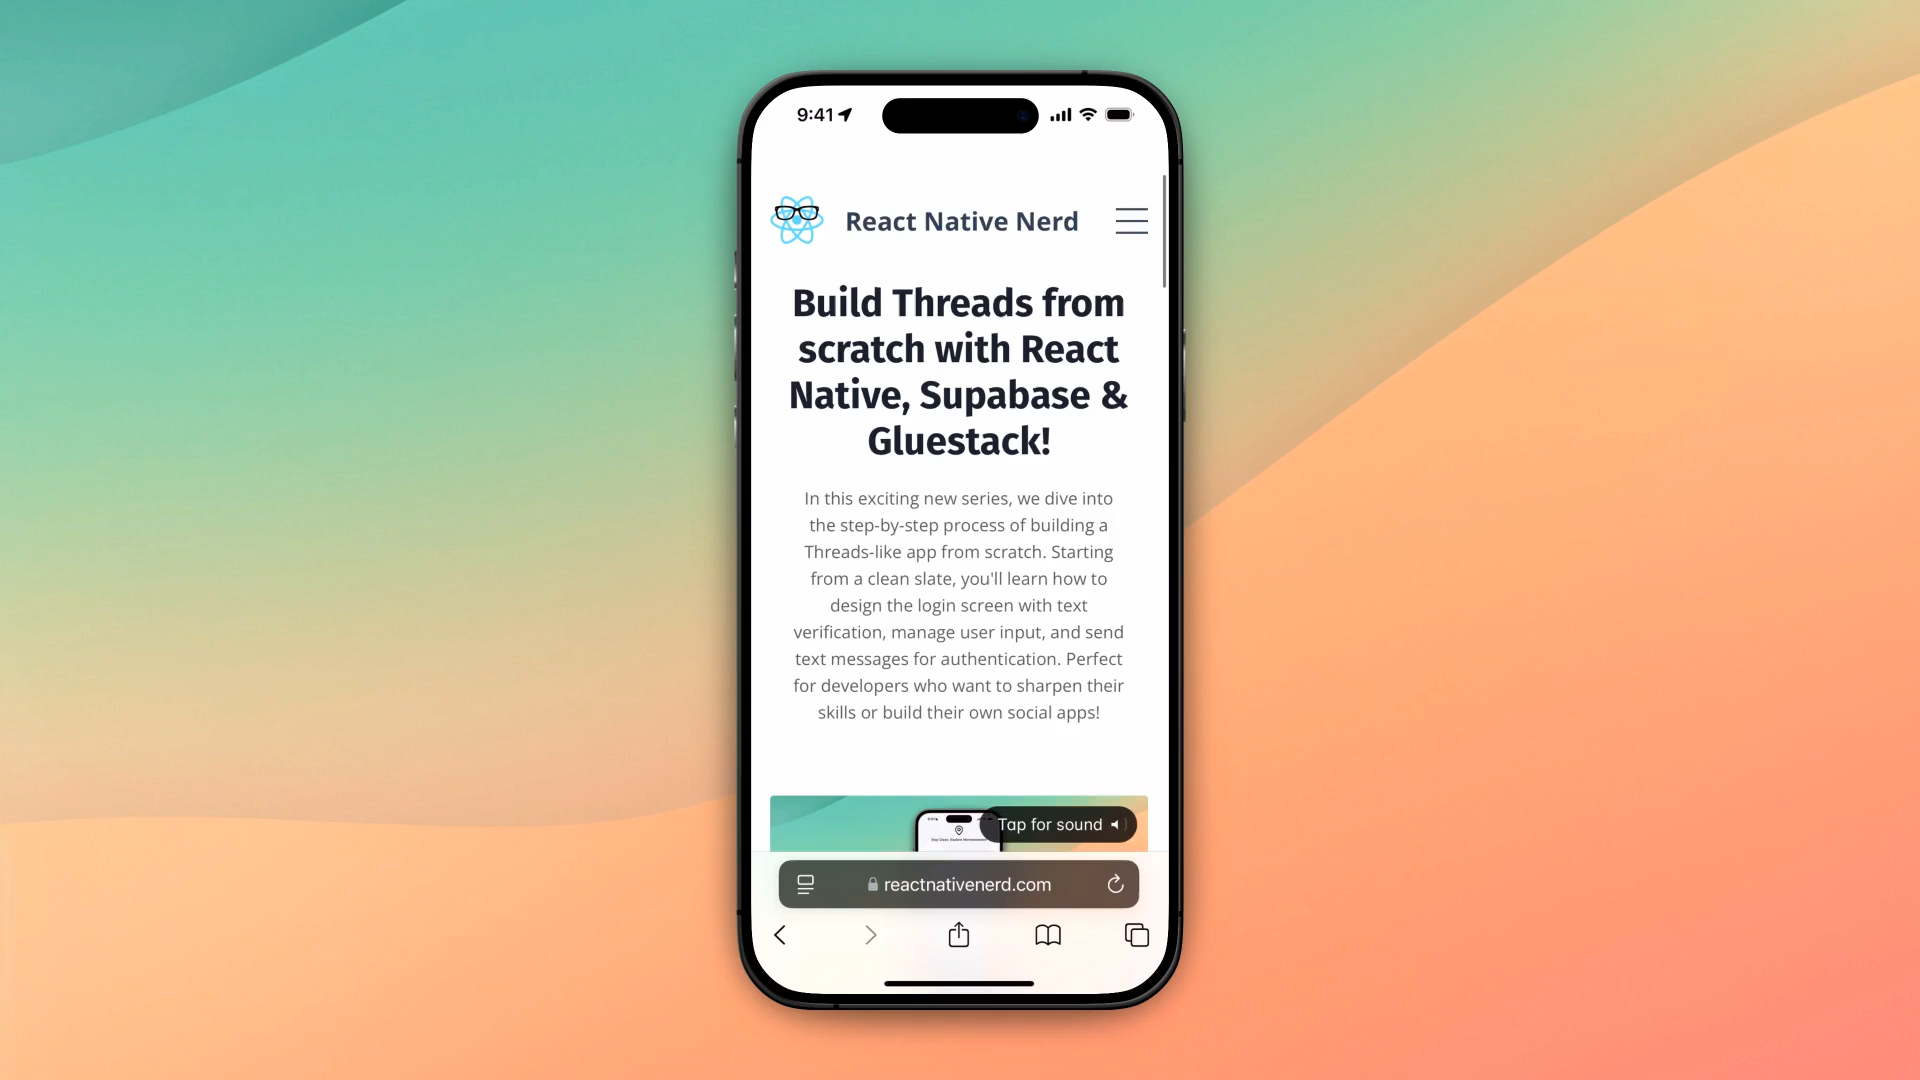 9:41
React Native Nerd
Build Threads from
scratch with React
Native, Supabase &
Gluestack!
In this exciting new series, we dive into
the step-by-step process of building a
Threads-like app from scratch. Starting
from a clean slate, you'll learn how to
design the login screen with text
verification, manage user input, and send
text messages for authentication. Perfect
for developers who want to sharpen their
skills or build their own social apps!
Tap for sound
reactnativenerd.com